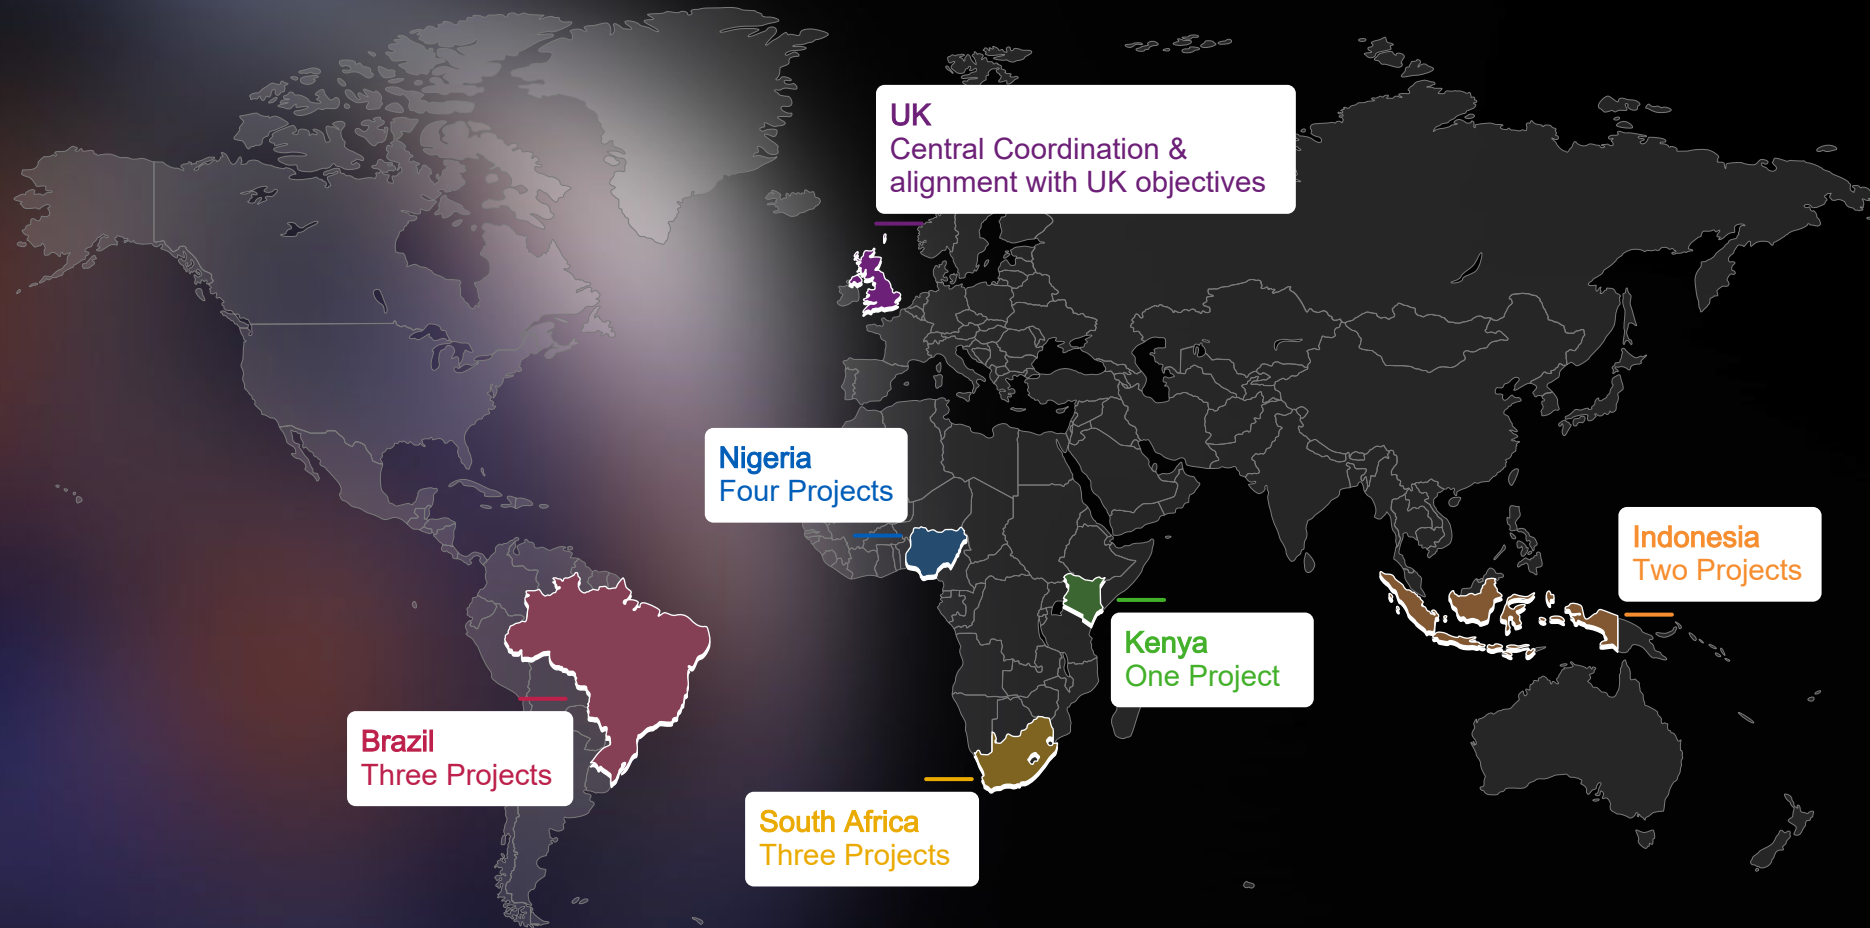 UK
Central Coordination &
alignment with UK objectives
Nigeria
Four Projects
Indonesia
Two Projects
Kenya
One Project
Brazil
Three Projects
South Africa
Three Projects